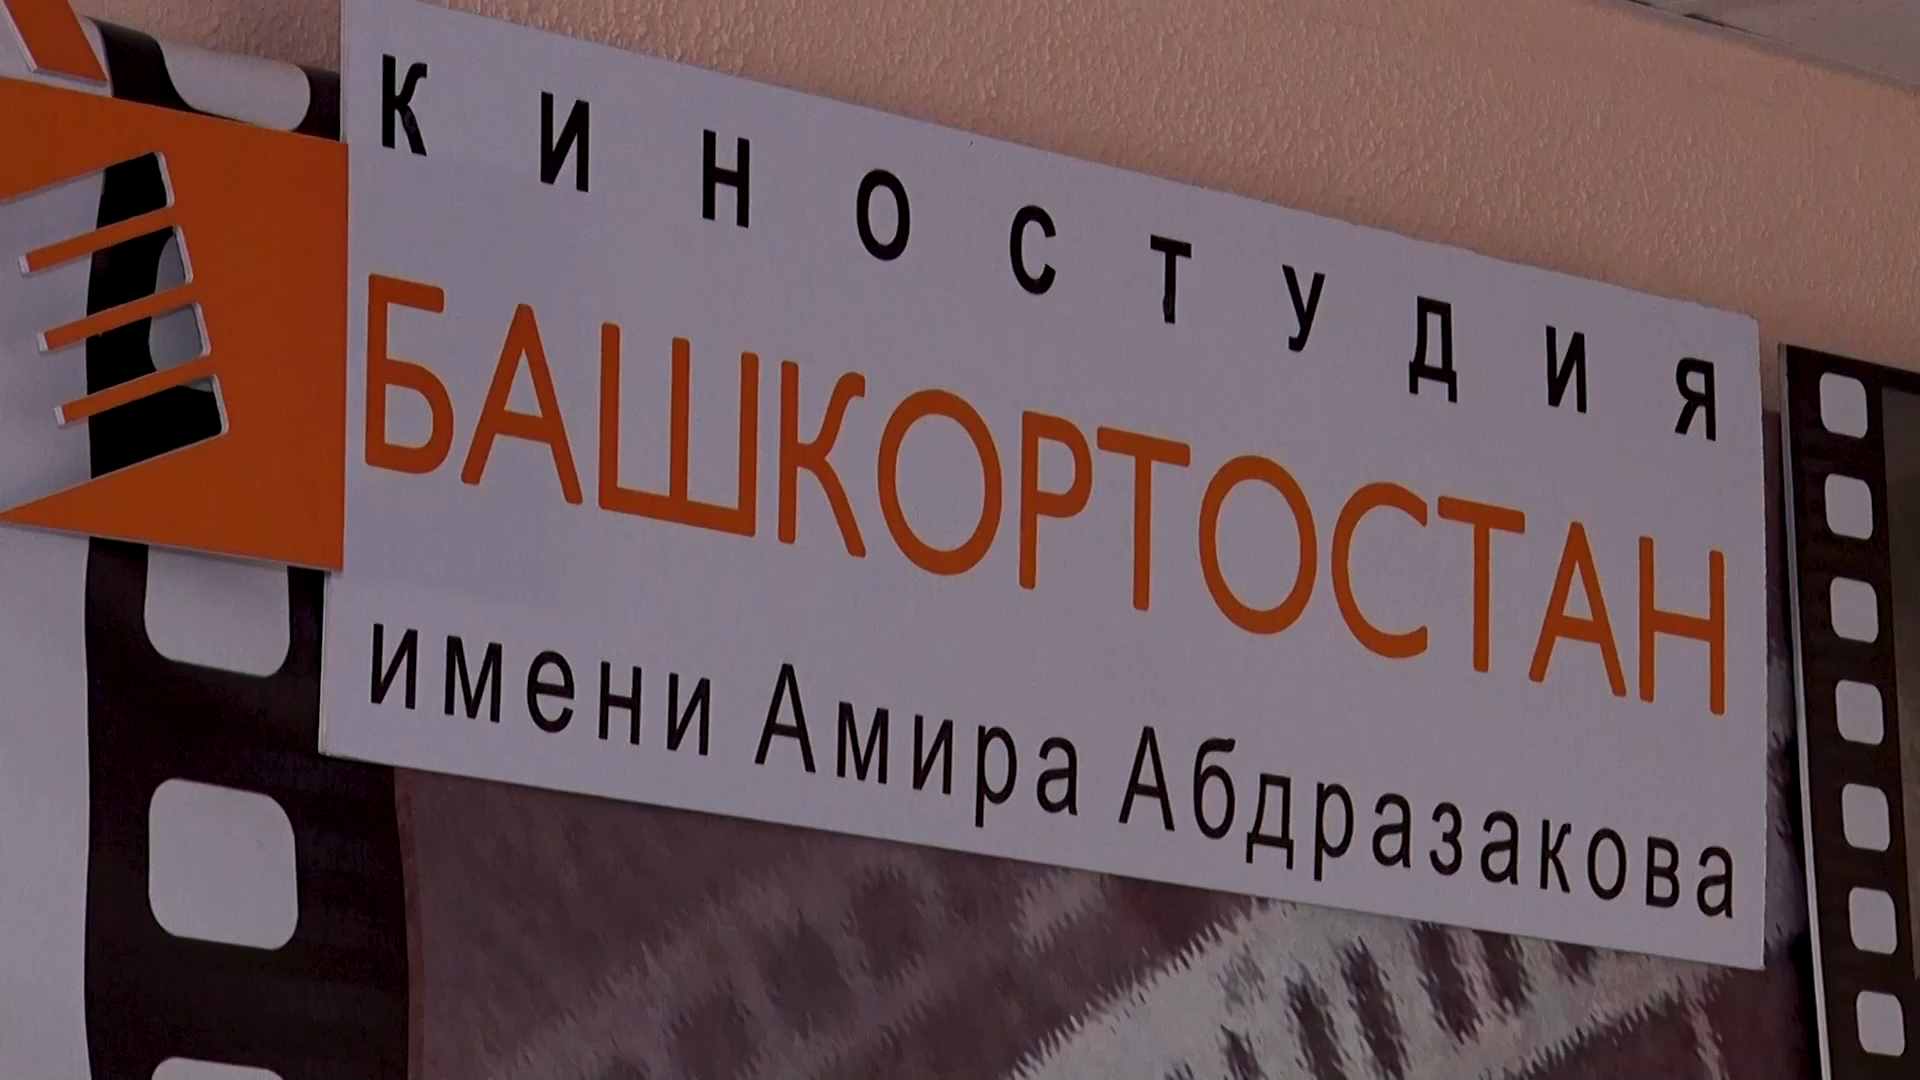 КИНОСТУДИЯ
БАШКОРТОСТАН
имени Амира Абдразакова